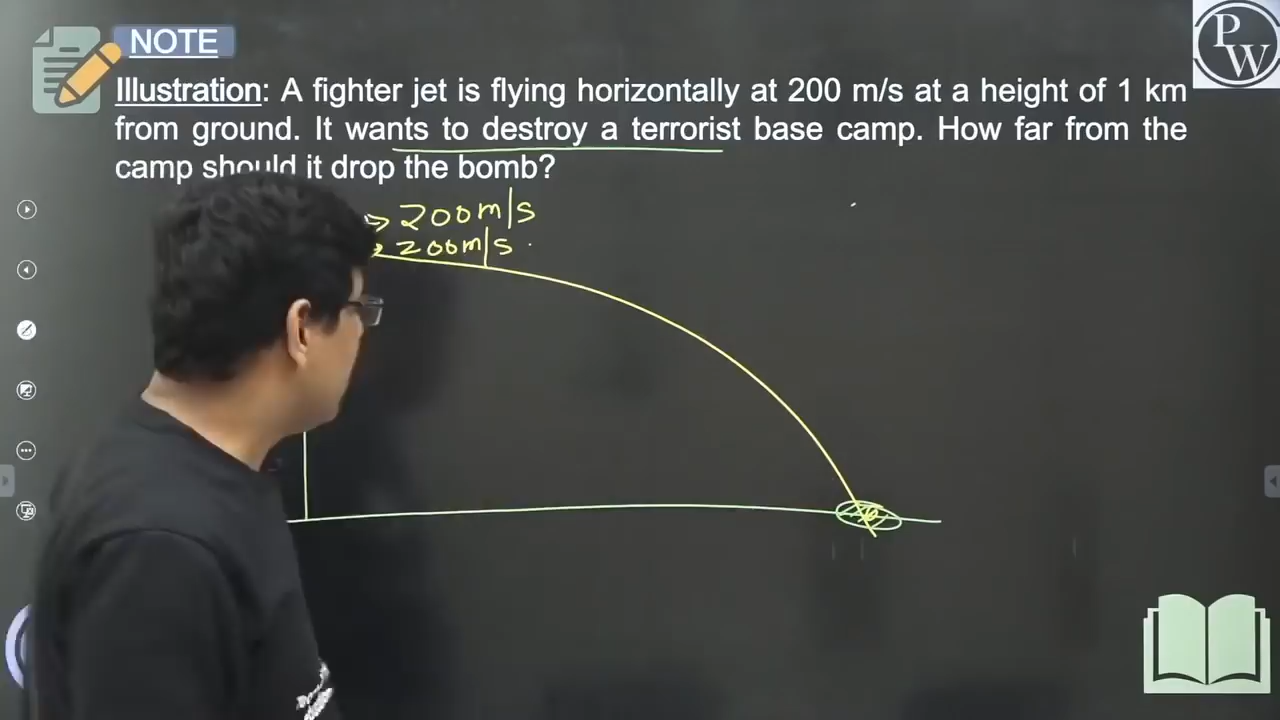 NOTE
Illustration: A fighter jet is flying horizontally at 200 m/s at a height of 1 km
from ground. It wants to destroy a terrorist base camp. How far from the
camp should it drop the bomb?
200m/s
200m/s
PW